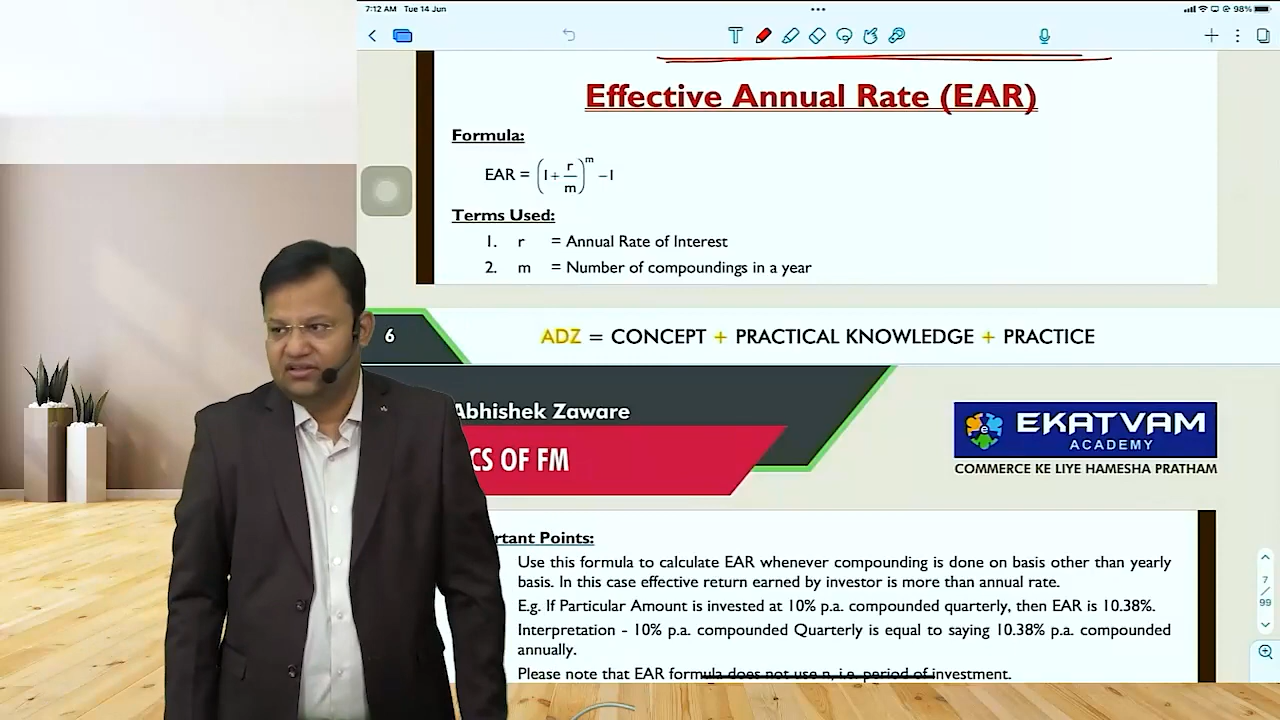 7:12 AM Tue 14 Jun
98%
Effective Annual Rate (EAR)
Formula:
EAR = (1 + r/m)^m – 1
Terms Used:
1. r = Annual Rate of Interest
2. m = Number of compoundings in a year
6
ADZ = CONCEPT + PRACTICAL KNOWLEDGE + PRACTICE
Abhishek Zaware
CS OF FM
EKATVAM
ACADEMY
COMMERCE KE LIYE HAMESHA PRATHAM
rtant Points:
Use this formula to calculate EAR whenever compounding is done on basis other than yearly
basis. In this case effective return earned by investor is more than annual rate.
E.g. If Particular Amount is invested at 10% p.a. compounded quarterly, then EAR is 10.38%.
Interpretation - 10% p.a. compounded Quarterly is equal to saying 10.38% p.a. compounded
annually.
Please note that EAR formula does not use n, i.e. period of investment.
7
/
99